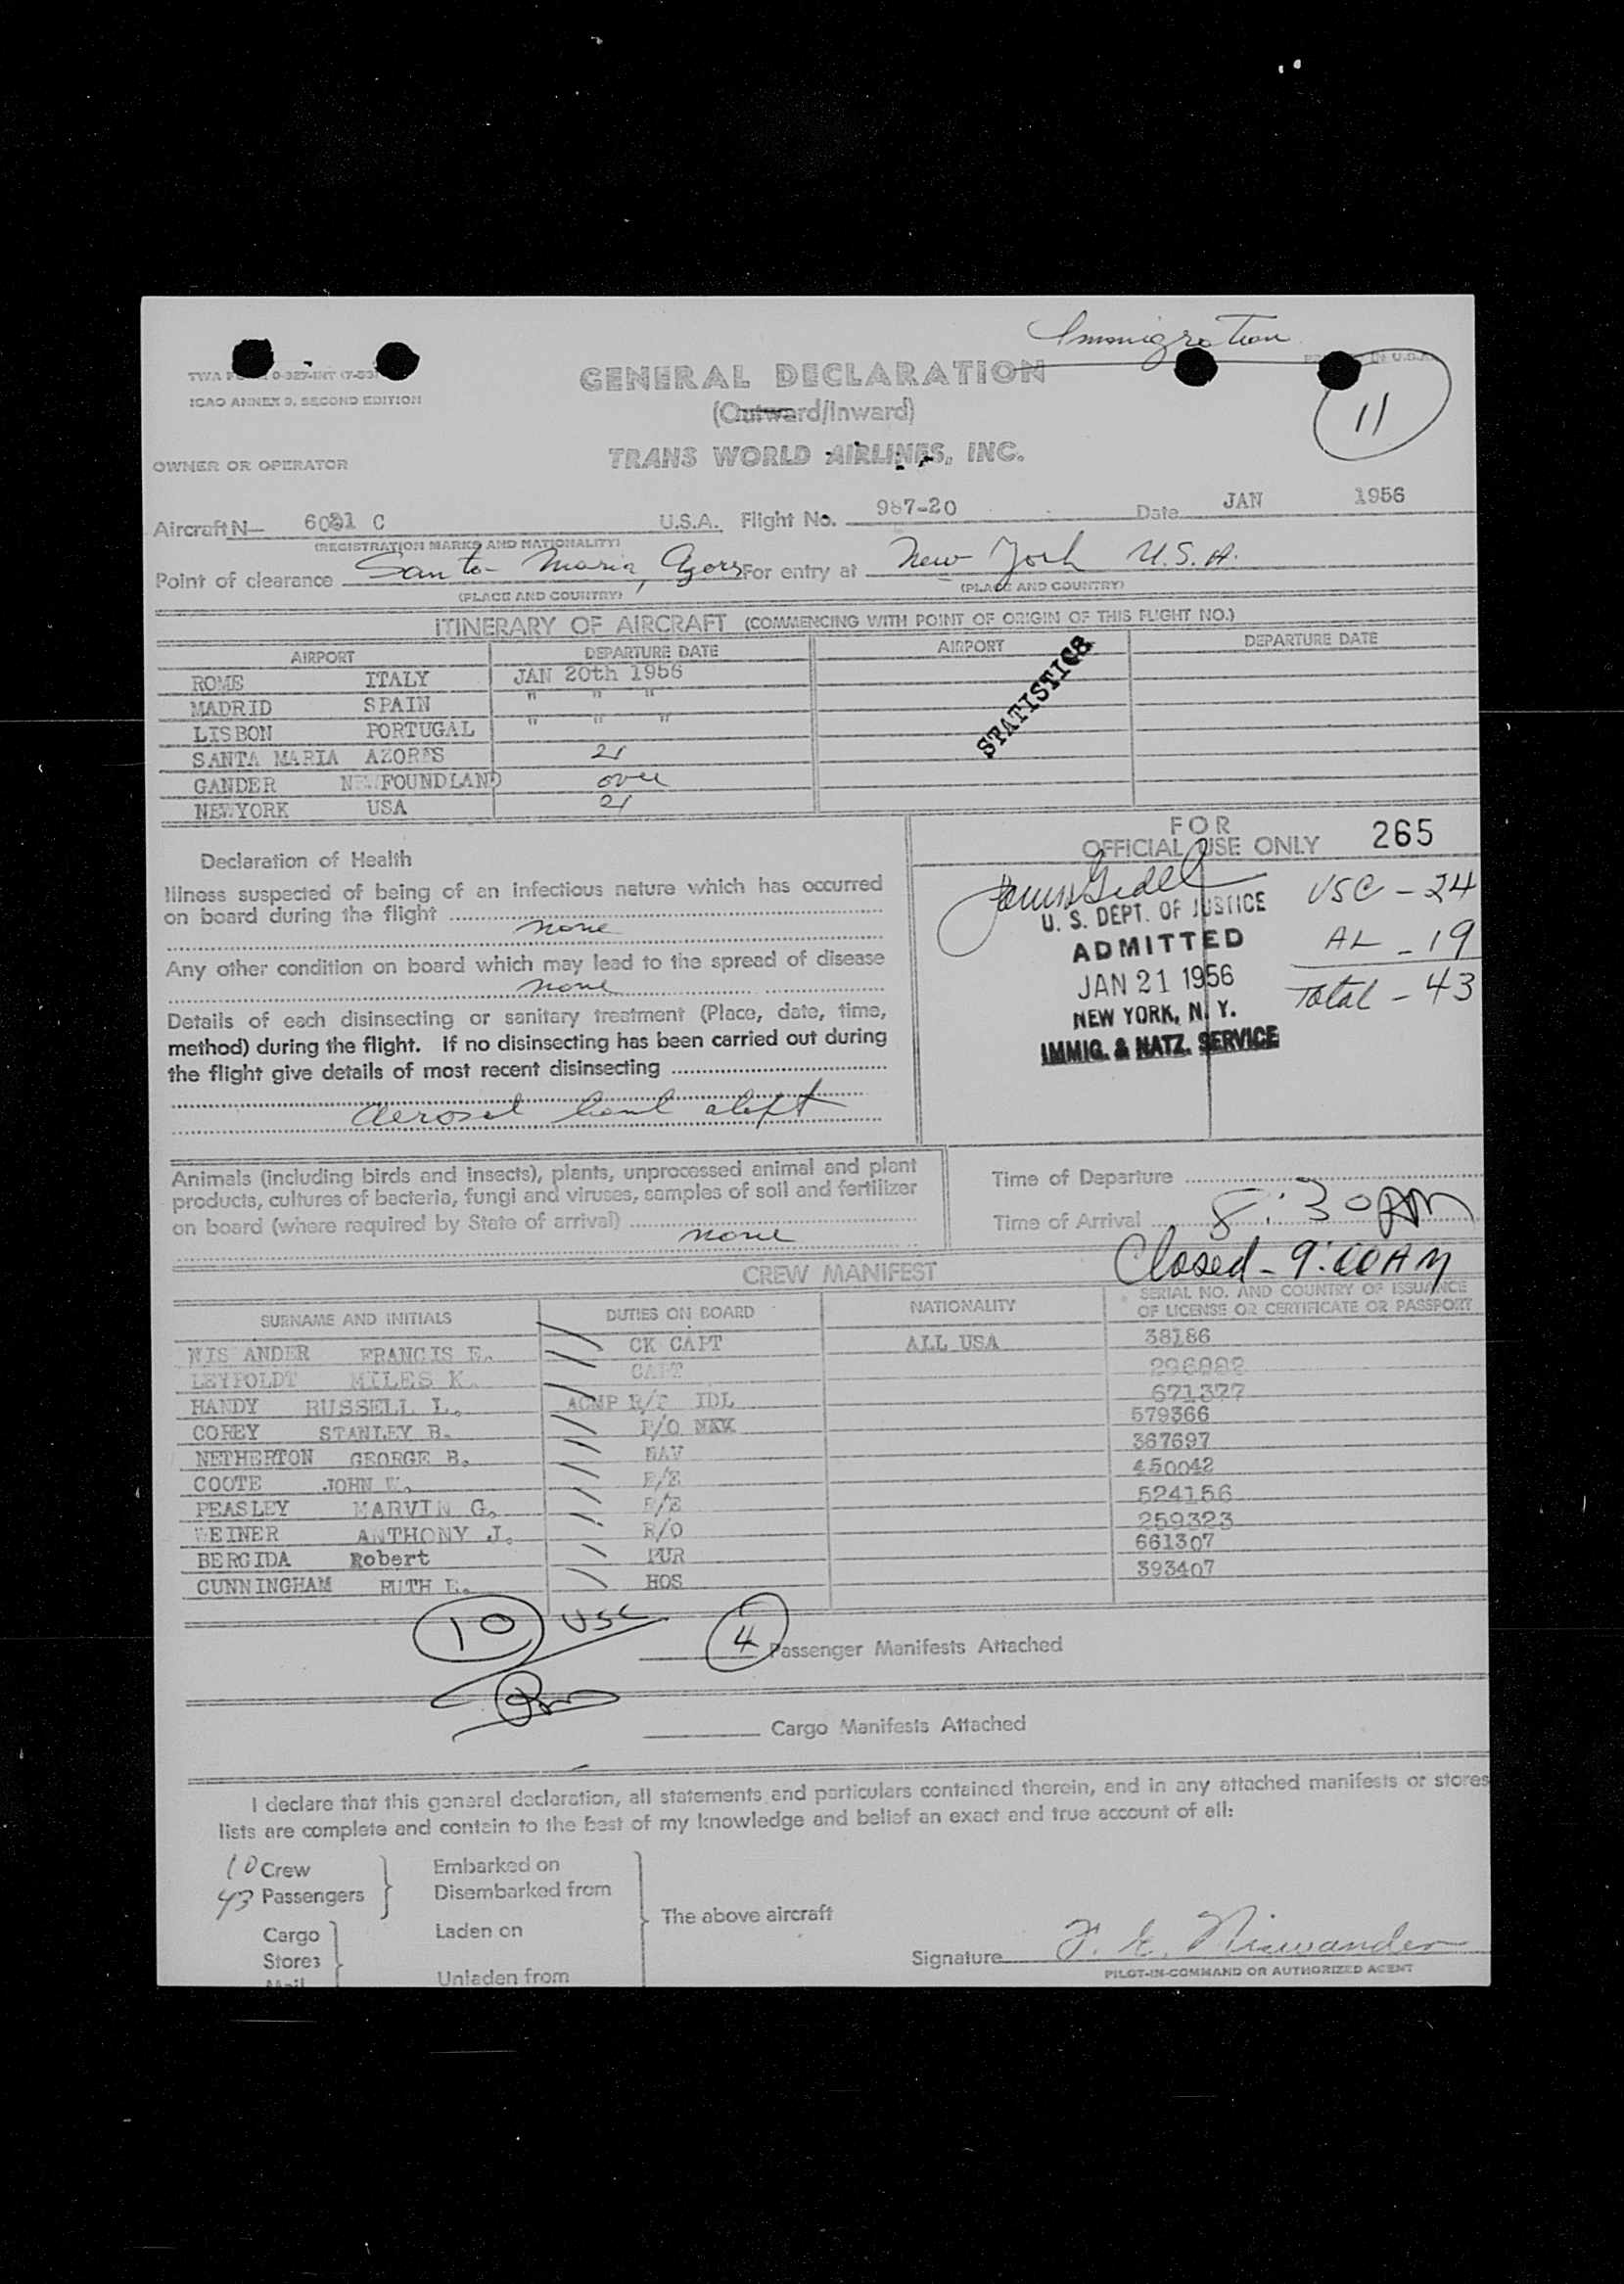 Immigration
PRINTED IN U.S.A.
TWA 0-327-INT (7-53)
ICAO ANNEX 9, SECOND EDITION
GENERAL DECLARATION
(Outward/Inward)
11
TRANS WORLD AIRLINES, INC.
OWNER OR OPERATOR
Aircraft N— C U.S.A. Flight No. 987-20 Date JAN 1956
(REGISTRATION MARKS AND NATIONALITY)
Point of clearance Santa Maria, For entry at New York U.S.A.
(PLACE AND COUNTRY) (PLACE AND COUNTRY)
ITINERARY OF AIRCRAFT (COMMENCING WITH POINT OF ORIGIN OF THIS FLIGHT NO.)
AIRPORT DEPARTURE DATE AIRPORT DEPARTURE DATE
ROME ITALY JAN 20th 1956
MADRID SPAIN " " "
LISBON PORTUGAL " " "
SANTA MARIA AZORES 21
GANDER NEWFOUNDLAND over
NEWYORK USA 21
STATISTICS
FOR
OFFICIAL USE ONLY 265
Declaration of Health
Illness suspected of being of an infectious nature which has occurred
on board during the flight
none
Any other condition on board which may lead to the spread of disease
none
Details of each disinsecting or sanitary treatment (Place, date, time,
method) during the flight. If no disinsecting has been carried out during
the flight give details of most recent disinsecting
aerosol
U. S. DEPT. OF JUSTICE
ADMITTED
JAN 21 1956
NEW YORK, N. Y.
IMMIG. & NATZ. SERVICE
USC - 24
AL - 19
Total - 43
Animals (including birds and insects), plants, unprocessed animal and plant
products, cultures of bacteria, fungi and viruses, samples of soil and fertilizer
on board (where required by State of arrival)
none
Time of Departure
Time of Arrival 8:30
Closed - 9:00 AM
CREW MANIFEST
SURNAME AND INITIALS DUTIES ON BOARD NATIONALITY SERIAL NO. AND COUNTRY OF ISSUANCE
OF LICENSE OR CERTIFICATE OR PASSPORT
NIS ANDER FRANCIS E. CK CAPT ALL USA 38186
LEYFOLDT MILES K. CAPT
HANDY RUSSELL L. ACMP IDL 671377
COREY STANLEY B. F/O 579366
NETHERTON GEORGE B. NAV 367697
COOTE JOHN W. F/E 450042
PEASLEY MARVIN G. F/E 524156
WEINER ANTHONY J. R/O 259323
BERGIDA Robert PUR 661307
CUNNINGHAM RUTH HOS 393407
10 USC
4 Passenger Manifests Attached
Cargo Manifests Attached
I declare that this general declaration, all statements and particulars contained therein, and in any attached manifests or stores
lists are complete and contain to the best of my knowledge and belief an exact and true account of all:
10 Crew
43 Passengers
Embarked on
Disembarked from
Cargo
Stores
Mail
Laden on
Unladen from
The above aircraft
Signature F. E. Niswander
PILOT-IN-COMMAND OR AUTHORIZED AGENT